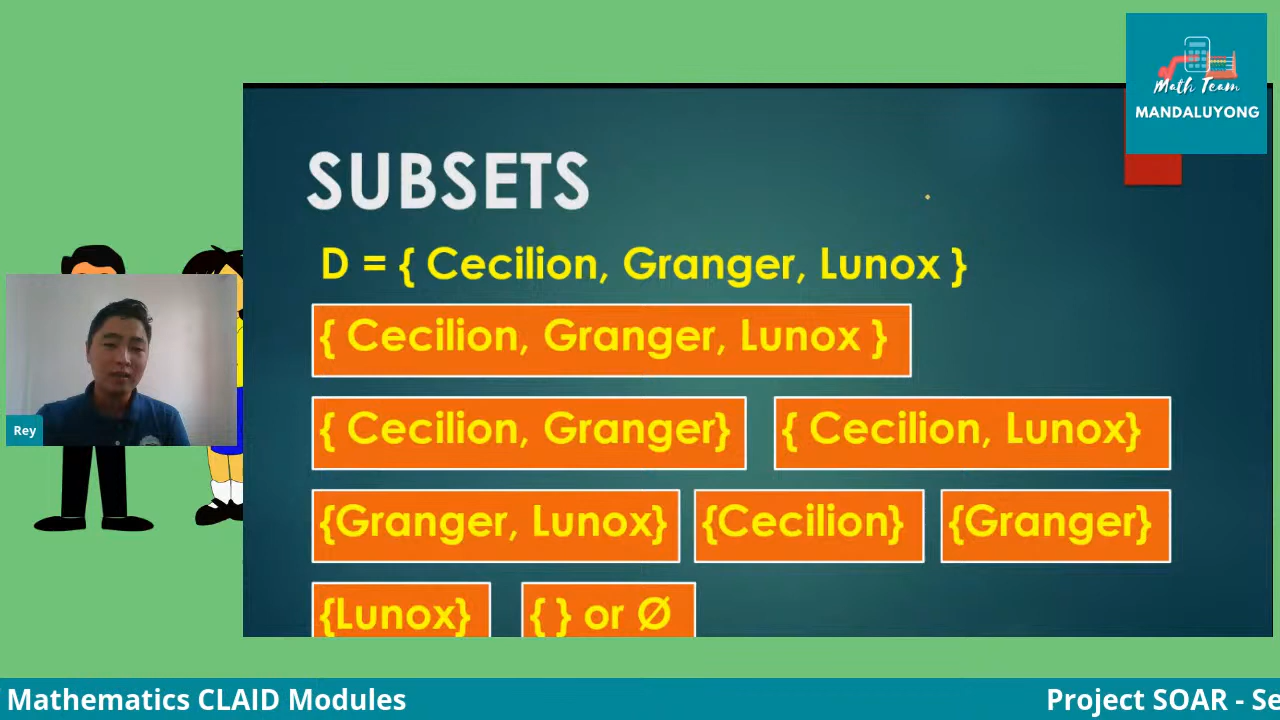 Math Team
MANDALUYONG
SUBSETS
D = { Cecilion, Granger, Lunox }
{ Cecilion, Granger, Lunox }
{ Cecilion, Granger} { Cecilion, Lunox}
{Granger, Lunox} {Cecilion} {Granger}
{Lunox} { } or Ø
Rey
Mathematics CLAID Modules Project SOAR - Se